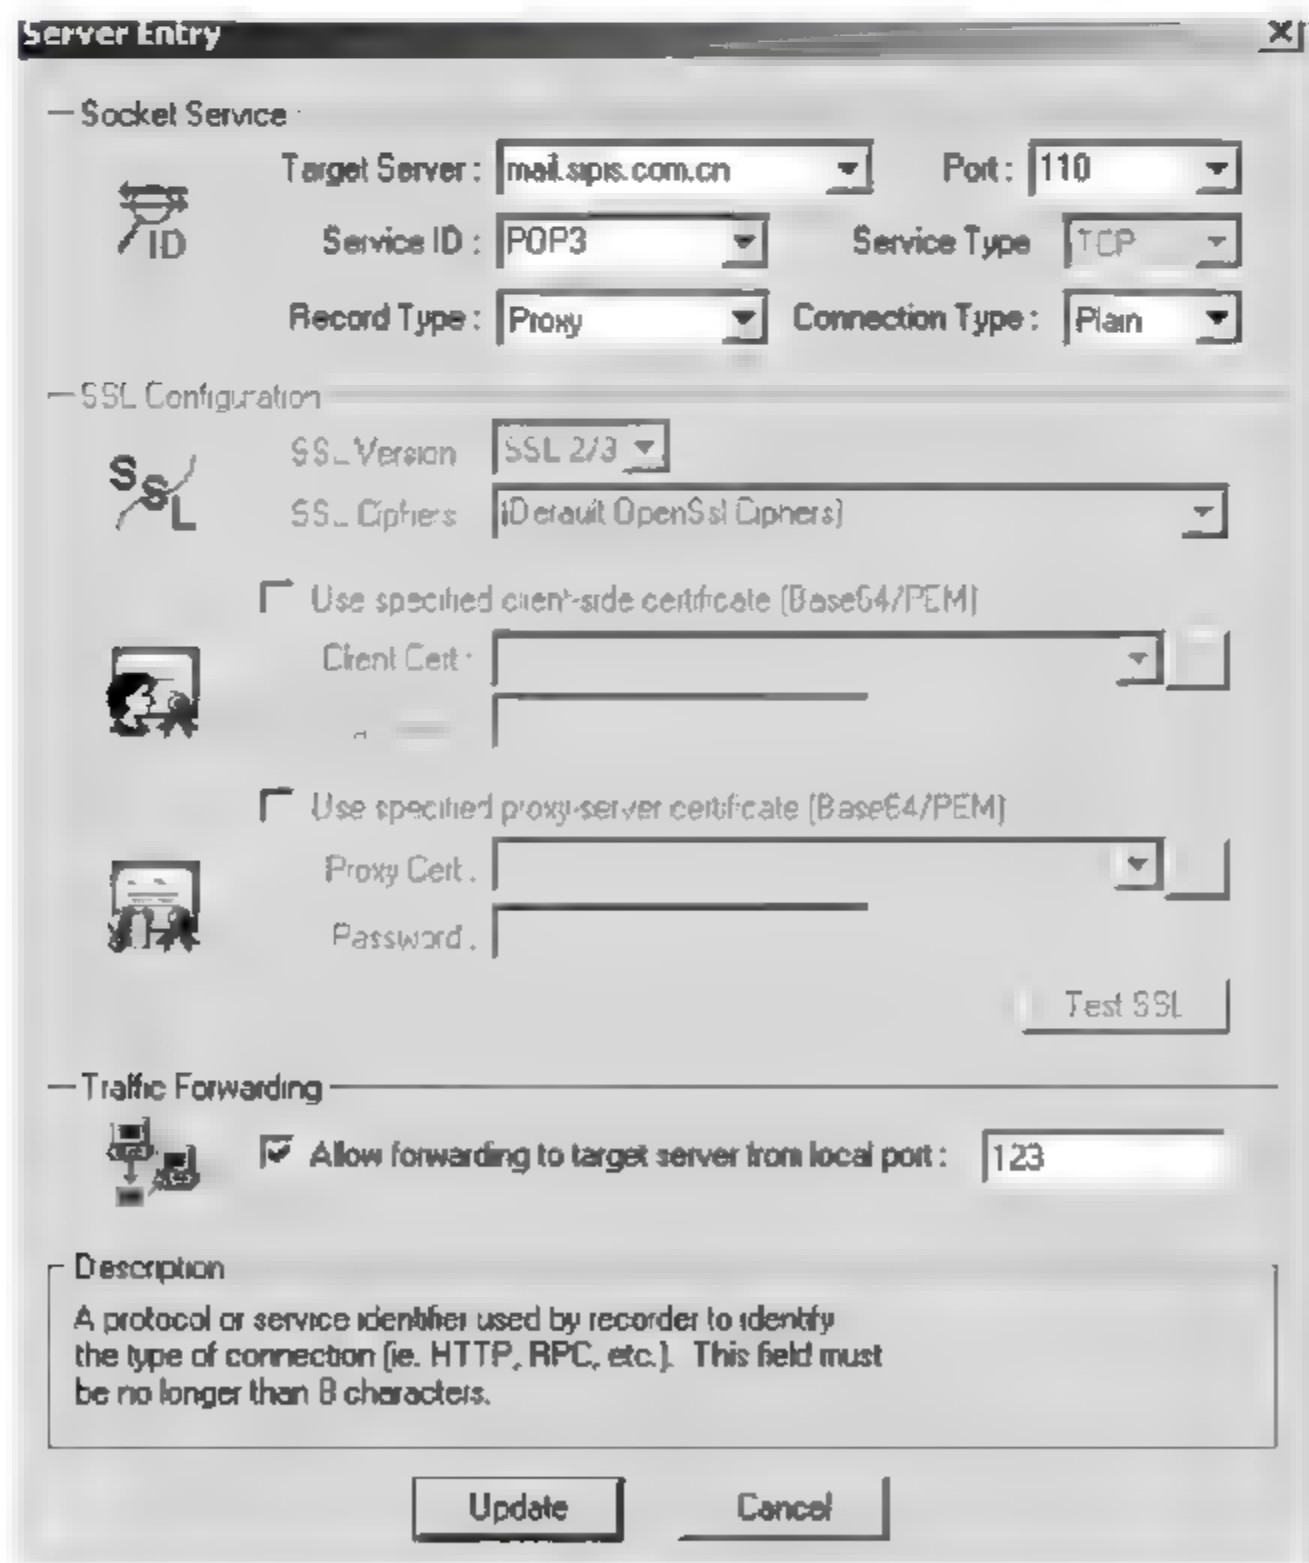 Server Entry
Socket Service
Target Server : mail.sipis.com.cn Port : 110
ID Service ID : POP3 Service Type TCP
Record Type : Proxy Connection Type : Plain
SSL Configuration
SSL SSL Version SSL 2/3
SSL Ciphers (Default OpenSsl Ciphers)
Use specified client-side certificate (Base64/PEM)
Client Cert :
Use specified proxy-server certificate (Base64/PEM)
Proxy Cert :
Password :
Test SSL
Traffic Forwarding
Allow forwarding to target server from local port : 123
Description
A protocol or service identifier used by recorder to identify
the type of connection (ie. HTTP, RPC, etc.). This field must
be no longer than 8 characters.
Update Cancel